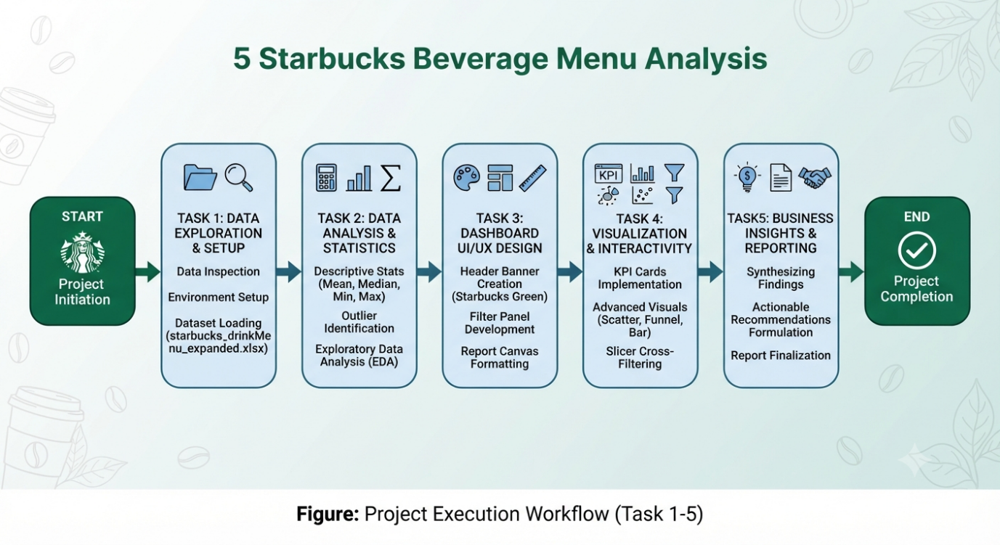 5 Starbucks Beverage Menu Analysis
START
Project
Initiation
TASK 1: DATA
EXPLORATION
& SETUP
Data Inspection
Environment Setup
Dataset Loading
(starbucks_drinkMe
nu_expanded.xlsx)
TASK 2: DATA
ANALYSIS &
STATISTICS
Descriptive Stats
(Mean, Median,
Min, Max)
Outlier
Identification
Exploratory Data
Analysis (EDA)
TASK 3:
DASHBOARD
UI/UX DESIGN
Header Banner
Creation
(Starbucks Green)
Filter Panel
Development
Report Canvas
Formatting
KPI
TASK 4:
VISUALIZATION
& INTERACTIVITY
KPI Cards
Implementation
Advanced Visuals
(Scatter, Funnel,
Bar)
Slicer Cross-
Filtering
$
TASK5: BUSINESS
INSIGHTS &
REPORTING
Synthesizing
Findings
Actionable
Recommendations
Formulation
Report Finalization
END
Project
Completion
Figure: Project Execution Workflow (Task 1-5)